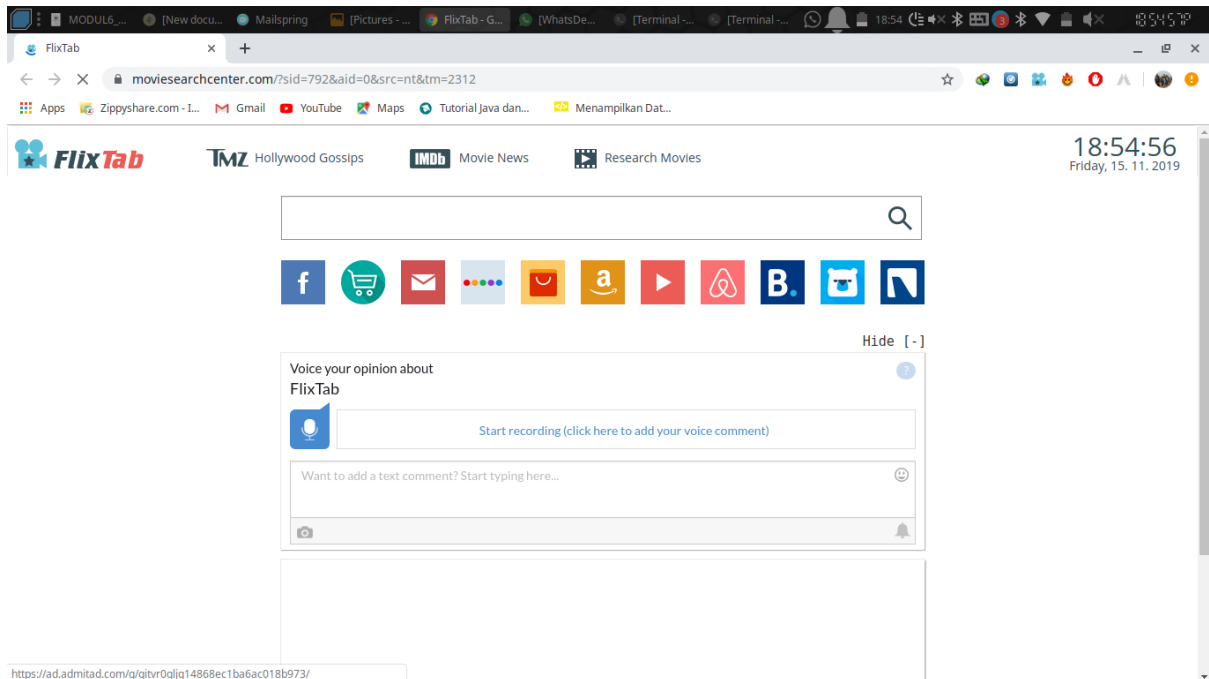 MODUL6_... [New docu... Mailspring [Pictures - ... FlixTab - G... [WhatsDe... [Terminal -... [Terminal -... 18:54 3 18:54:57
FlixTab
moviesearchcenter.com/?sid=792&aid=0&src=nt&tm=2312
Apps Zippyshare.com - I... Gmail YouTube Maps Tutorial Java dan... Menampilkan Dat...
FlixTab TMZ Hollywood Gossips IMDb Movie News Research Movies 18:54:56
Friday, 15. 11. 2019
f a B.
Hide [-]
Voice your opinion about
FlixTab
?
Start recording (click here to add your voice comment)
Want to add a text comment? Start typing here...
https://ad.admitad.com/g/